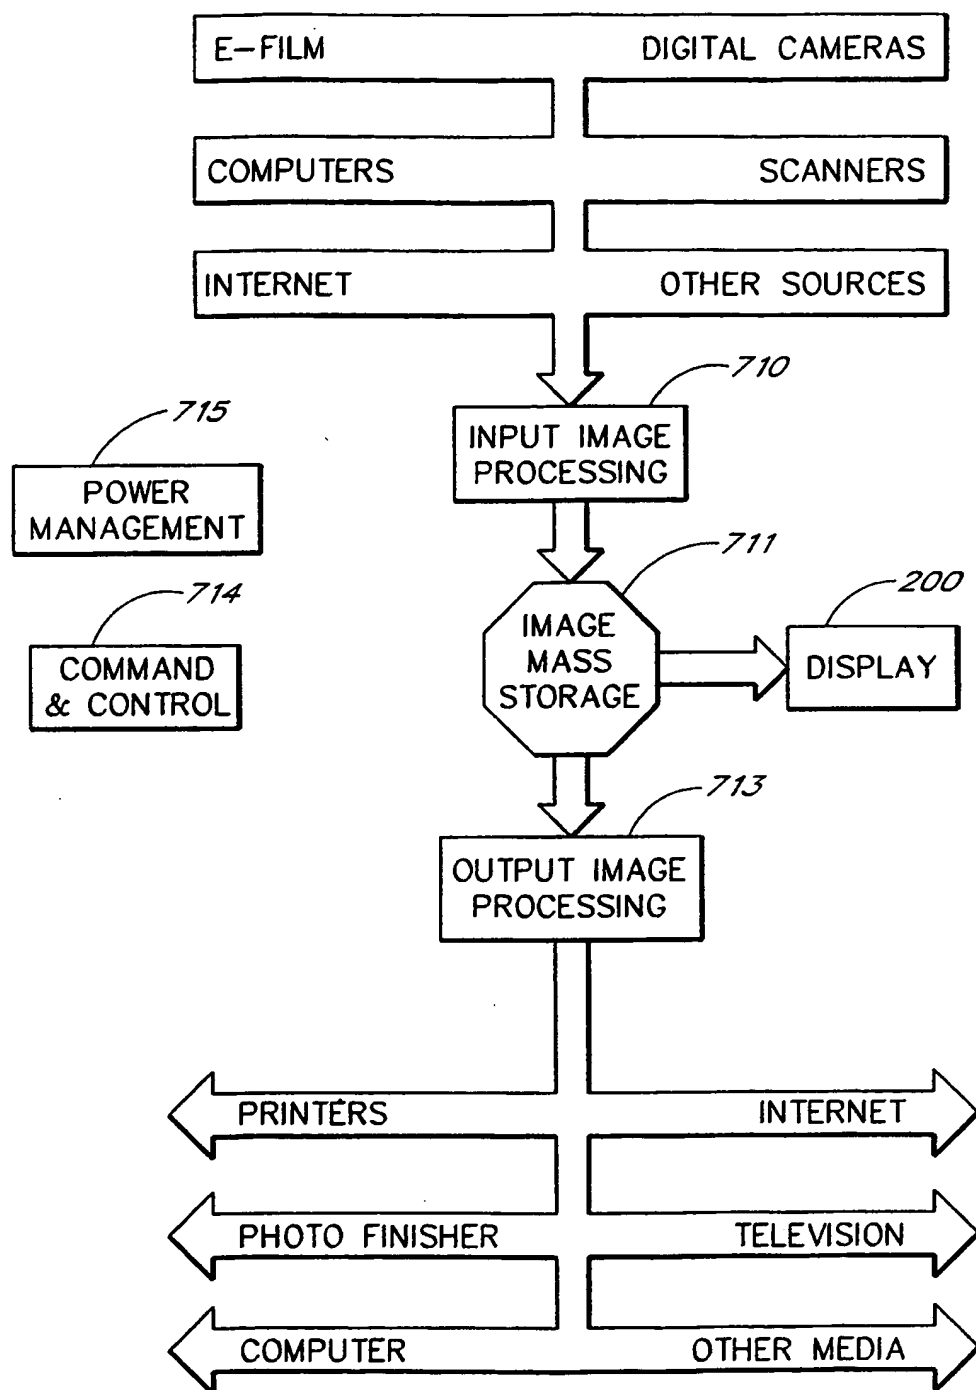 E-FILM DIGITAL CAMERAS
COMPUTERS SCANNERS
INTERNET OTHER SOURCES
710
INPUT IMAGE
PROCESSING
715
POWER
MANAGEMENT
711
IMAGE
MASS
STORAGE
200
DISPLAY
714
COMMAND
& CONTROL
713
OUTPUT IMAGE
PROCESSING
PRINTERS INTERNET
PHOTO FINISHER TELEVISION
COMPUTER OTHER MEDIA